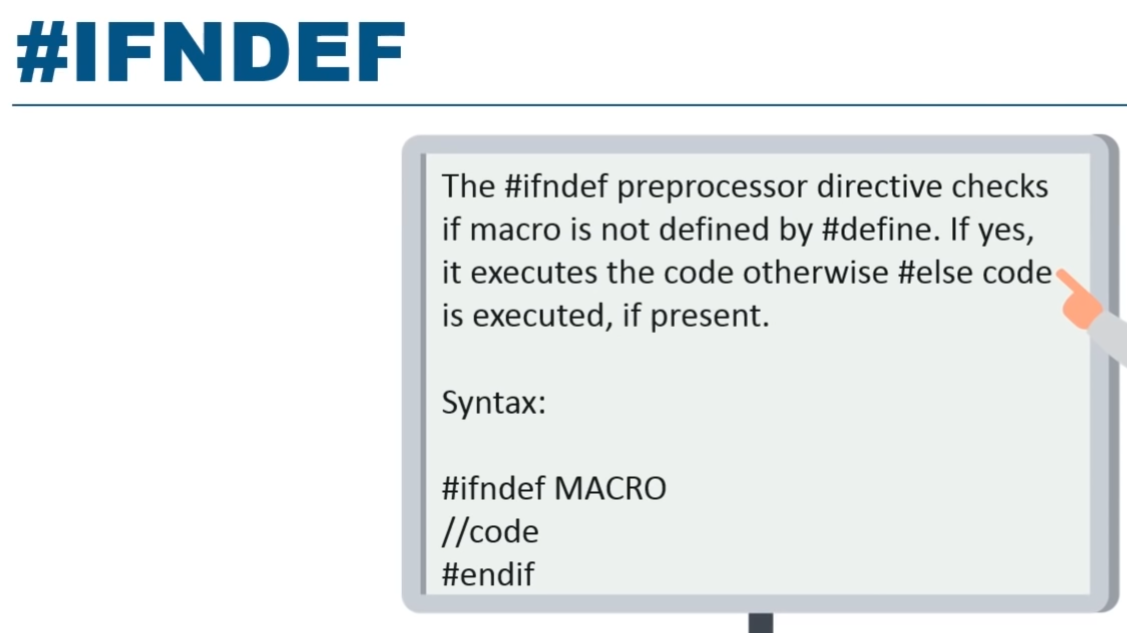 #IFNDEF
The #ifndef preprocessor directive checks
if macro is not defined by #define. If yes,
it executes the code otherwise #else code
is executed, if present.
Syntax:
#ifndef MACRO
//code
#endif